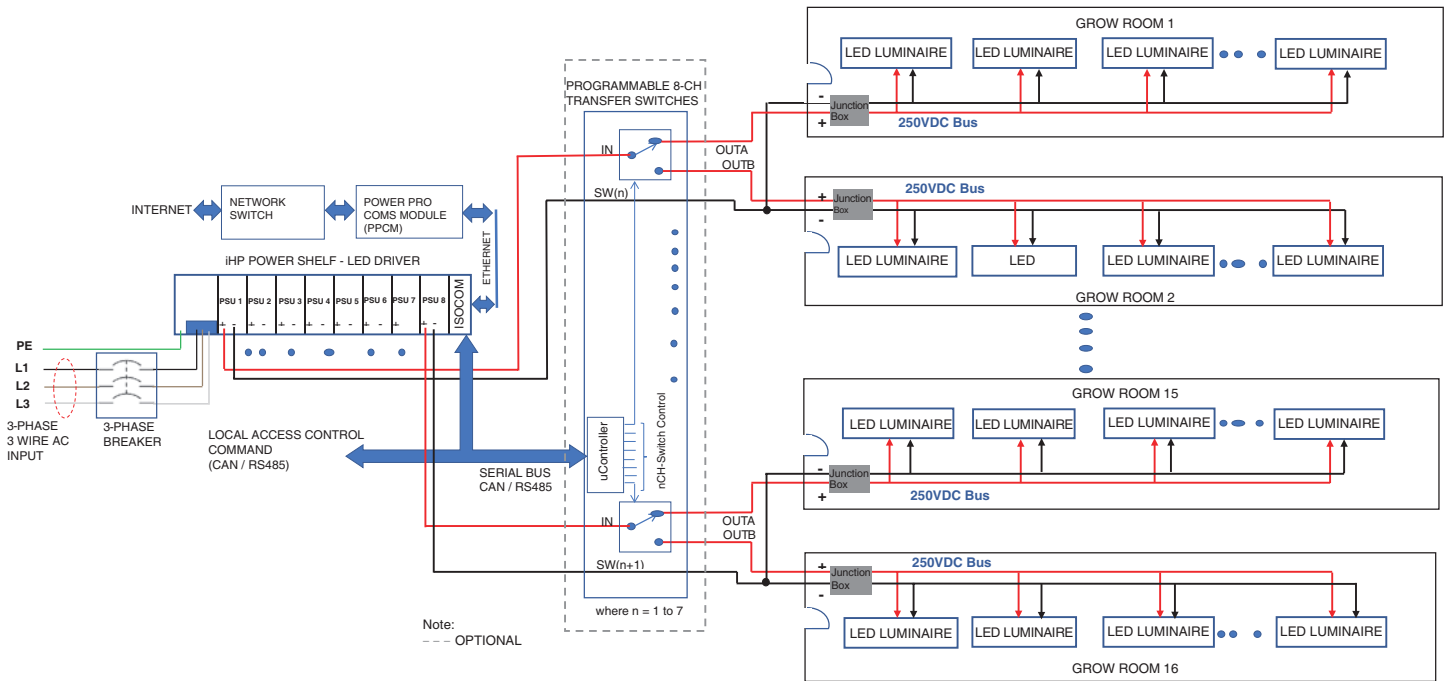 GROW ROOM 1
LED LUMINAIRE
LED LUMINAIRE
LED LUMINAIRE
LED LUMINAIRE
-
Junction
Box
+
250VDC Bus
PROGRAMMABLE 8-CH
TRANSFER SWITCHES
IN
OUTA
OUTB
SW(n)
250VDC Bus
+
Junction
Box
-
LED LUMINAIRE
LED
LED LUMINAIRE
LED LUMINAIRE
GROW ROOM 2
INTERNET
NETWORK
SWITCH
POWER PRO
COMS MODULE
(PPCM)
ETHERNET
iHP POWER SHELF - LED DRIVER
PSU 1
PSU 2
PSU 3
PSU 4
PSU 5
PSU 6
PSU 7
PSU 8
ISOCOM
+ -
+ -
+ -
+ -
+ -
+ -
+
+ -
PE
L1
L2
L3
3-PHASE
3 WIRE AC
INPUT
3-PHASE
BREAKER
LOCAL ACCESS CONTROL
COMMAND
(CAN / RS485)
SERIAL BUS
CAN / RS485
uController
nCH-Switch Control
IN
OUTA
OUTB
SW(n+1)
where n = 1 to 7
Note:
--- OPTIONAL
GROW ROOM 15
LED LUMINAIRE
LED LUMINAIRE
LED LUMINAIRE
LED LUMINAIRE
-
Junction
Box
+
250VDC Bus
250VDC Bus
+
Junction
Box
-
LED LUMINAIRE
LED LUMINAIRE
LED LUMINAIRE
LED LUMINAIRE
GROW ROOM 16